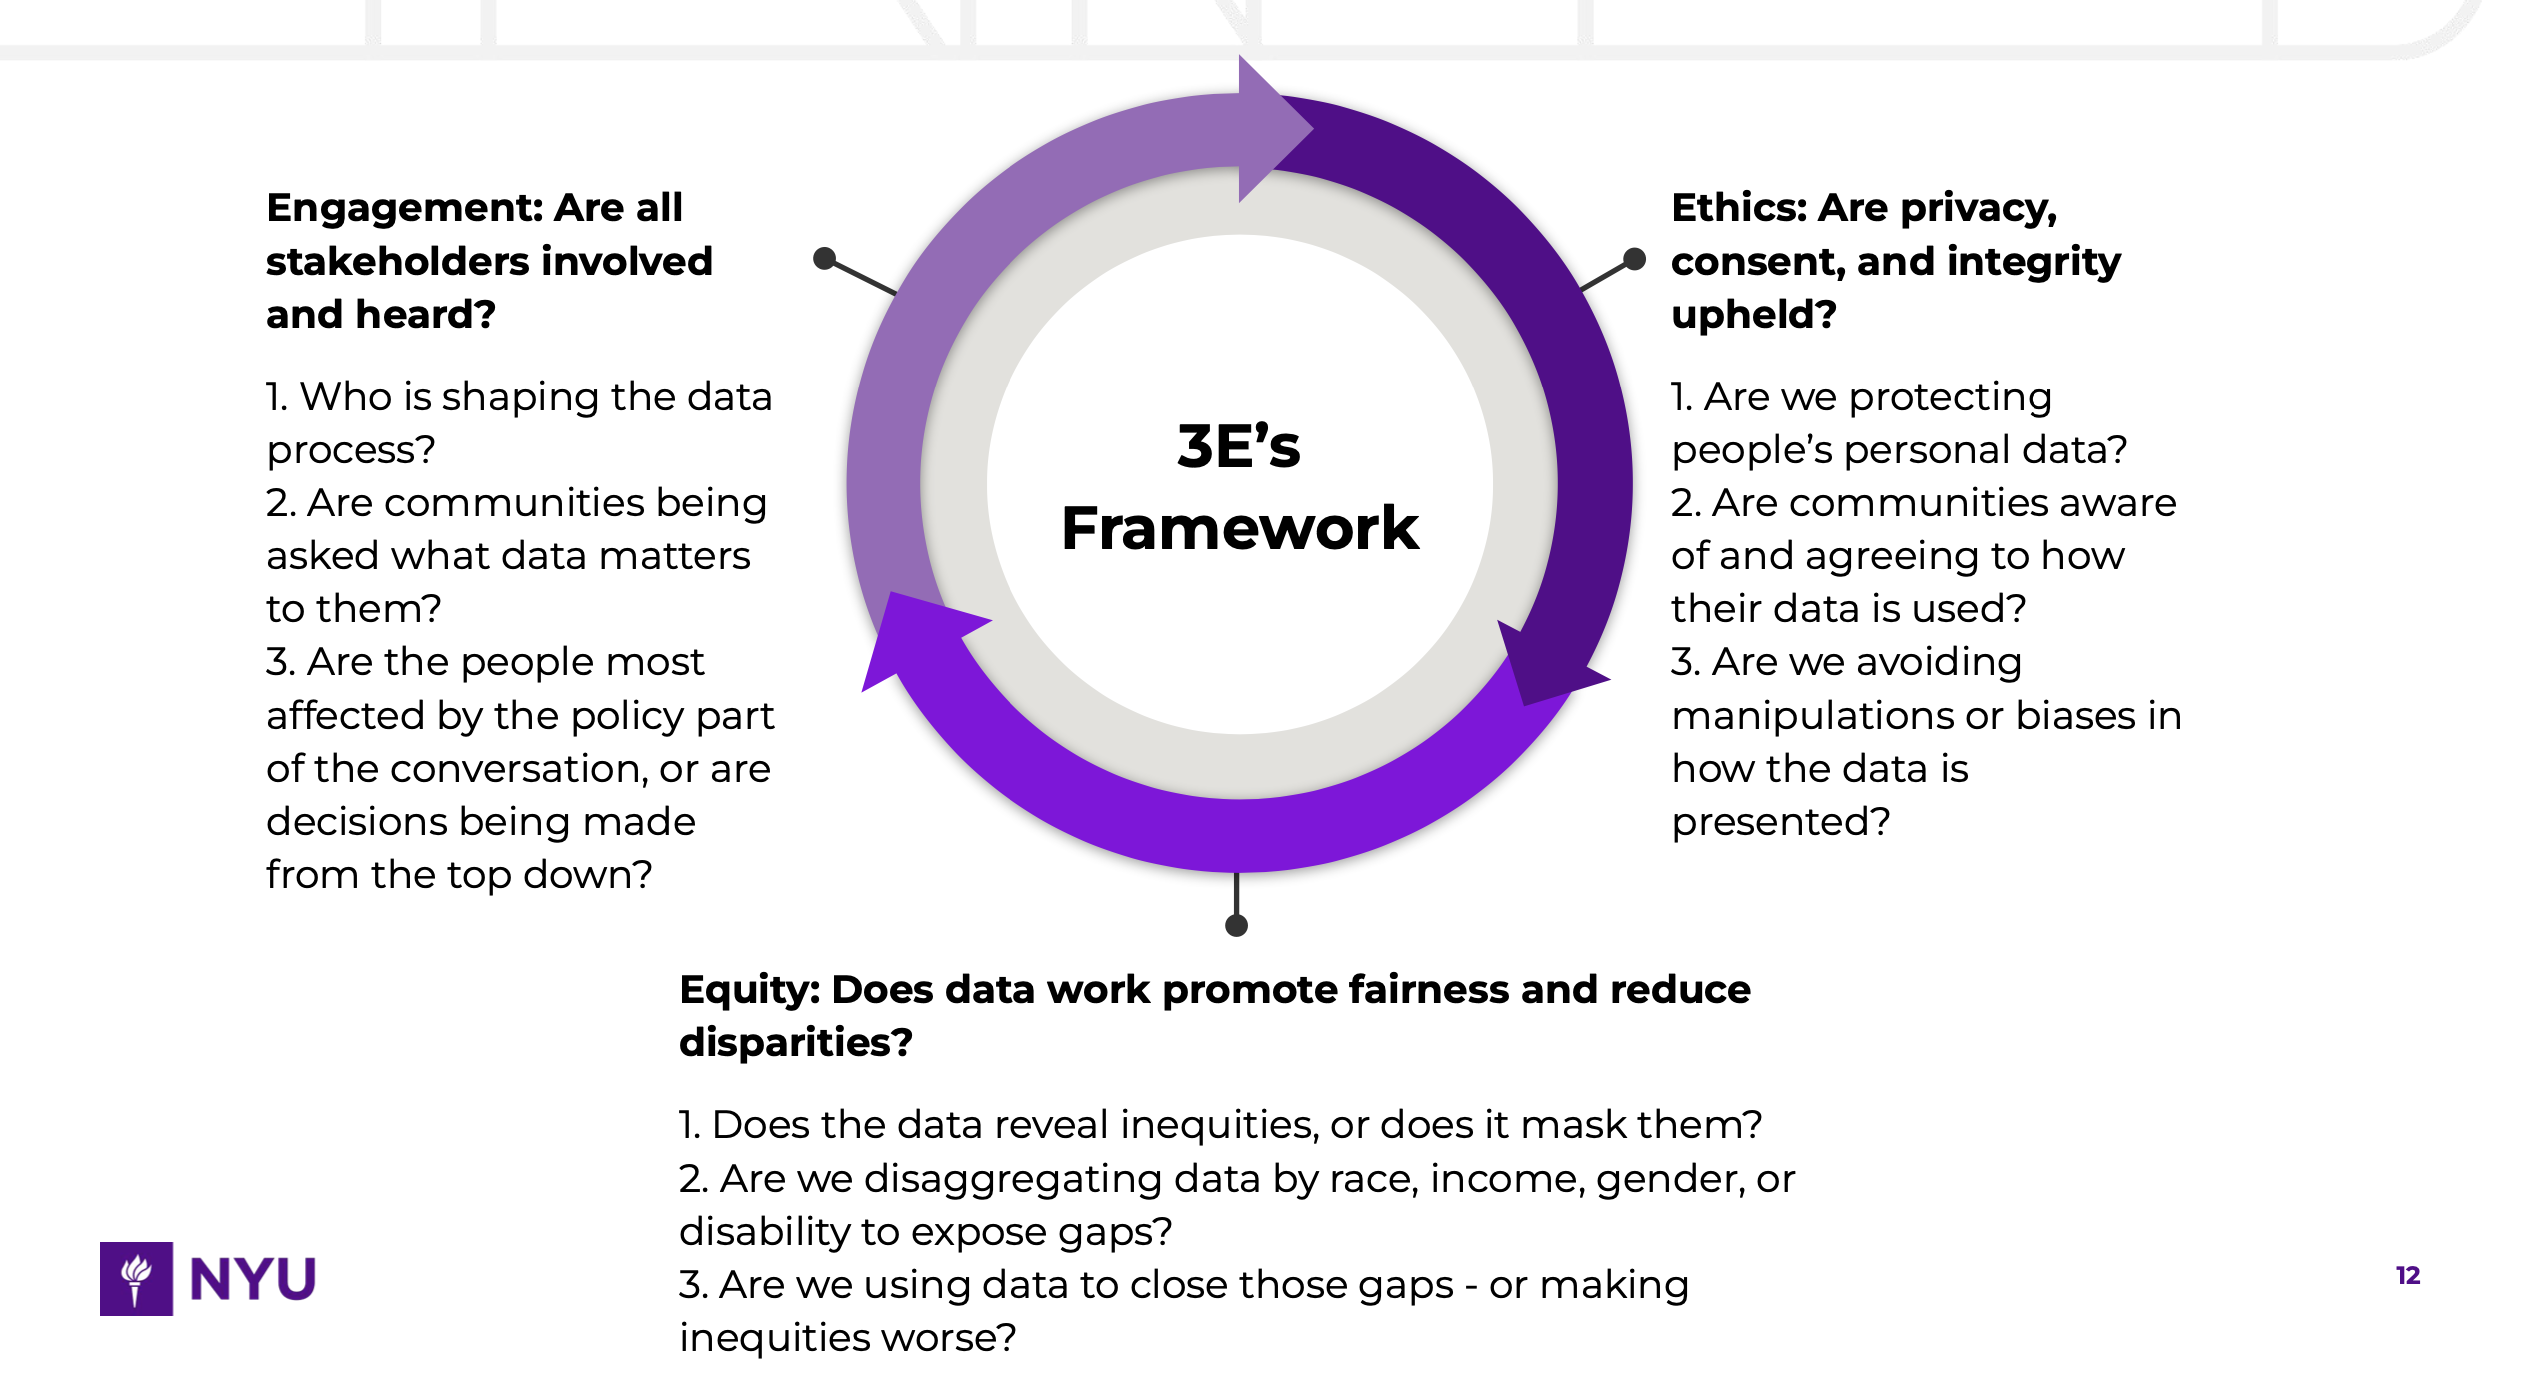 Engagement: Are all
stakeholders involved
and heard?
1. Who is shaping the data
process?
2. Are communities being
asked what data matters
to them?
3. Are the people most
affected by the policy part
of the conversation, or are
decisions being made
from the top down?
3E’s
Framework
Ethics: Are privacy,
consent, and integrity
upheld?
1. Are we protecting
people’s personal data?
2. Are communities aware
of and agreeing to how
their data is used?
3. Are we avoiding
manipulations or biases in
how the data is
presented?
Equity: Does data work promote fairness and reduce
disparities?
1. Does the data reveal inequities, or does it mask them?
2. Are we disaggregating data by race, income, gender, or
disability to expose gaps?
3. Are we using data to close those gaps - or making
inequities worse?
NYU
12